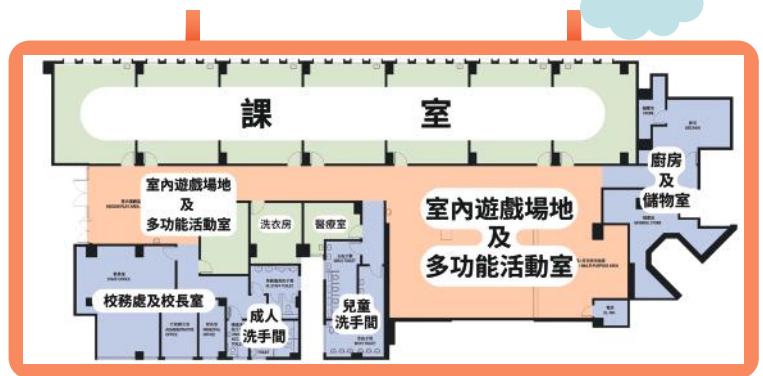 課室
室內遊戲場地
及
多功能活動室
洗衣房
醫療室
室內遊戲場地
及
多功能活動室
廚房
及
儲物室
校務處及校長室
成人
洗手間
兒童
洗手間